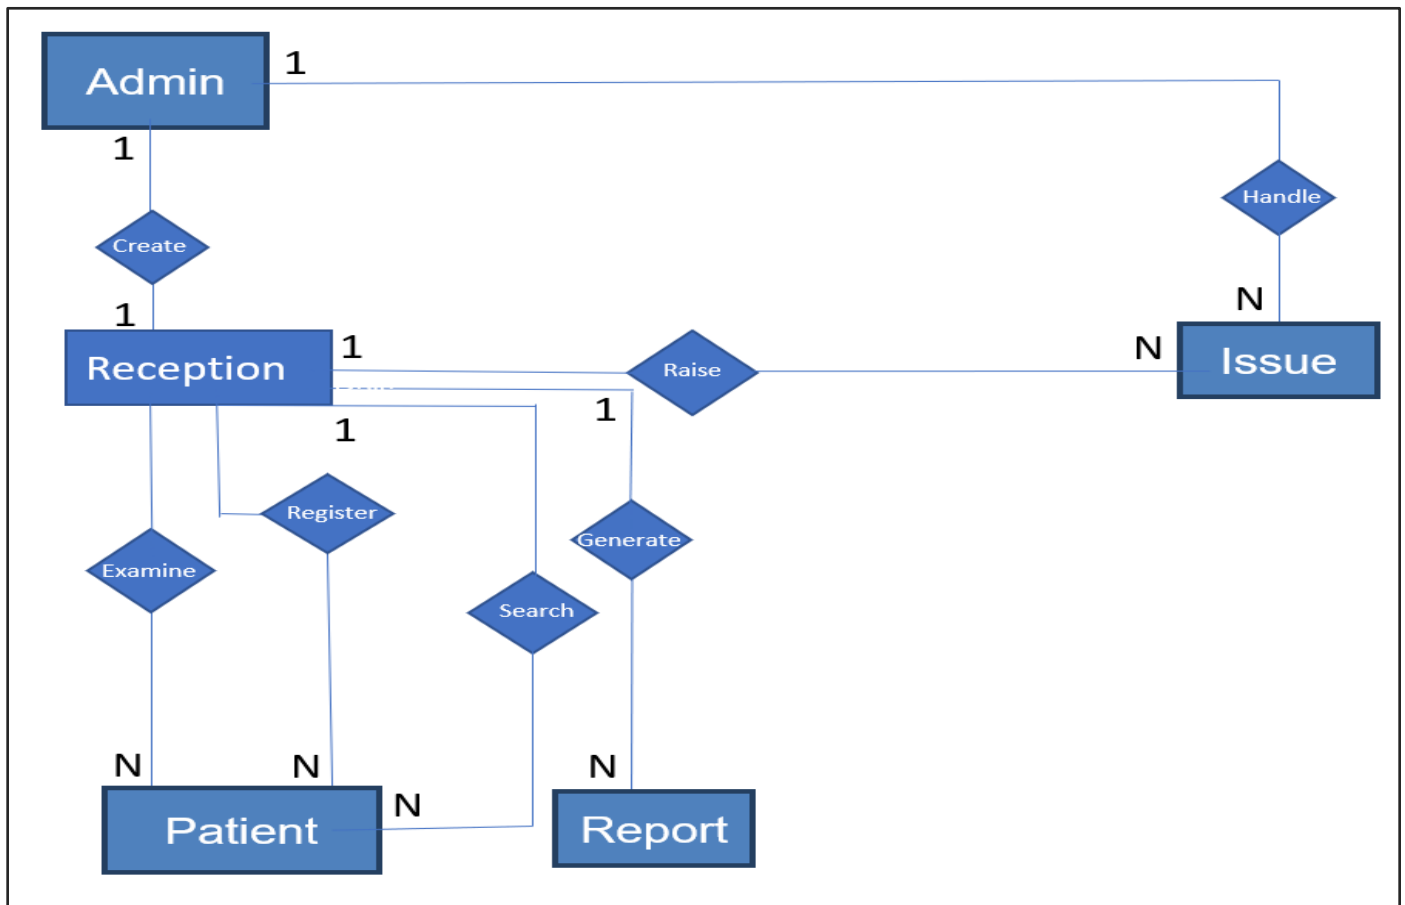 Admin
1
1
Create
Handle
1
N
Reception
1
Raise
N
Issue
1
1
Register
Generate
Examine
Search
N
N
N
N
Patient
Report